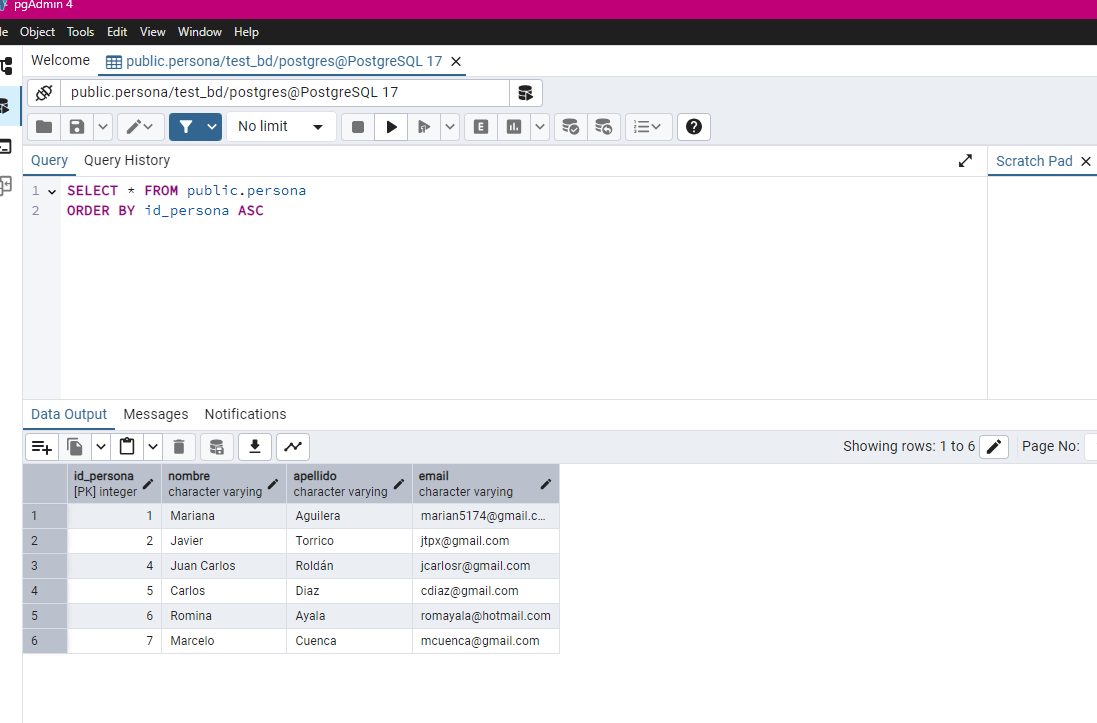 pgAdmin 4
Object Tools Edit View Window Help
Welcome public.persona/test_bd/postgres@PostgreSQL 17
public.persona/test_bd/postgres@PostgreSQL 17
No limit
E
Query Query History Scratch Pad
1 SELECT * FROM public.persona
2 ORDER BY id_persona ASC
Data Output Messages Notifications
Showing rows: 1 to 6 Page No:
id_persona nombre apellido email
[PK] integer character varying character varying character varying
1 1 Mariana Aguilera marian5174@gmail.c...
2 2 Javier Torrico jtpx@gmail.com
3 4 Juan Carlos Roldán jcarlosr@gmail.com
4 5 Carlos Diaz cdiaz@gmail.com
5 6 Romina Ayala romayala@hotmail.com
6 7 Marcelo Cuenca mcuenca@gmail.com